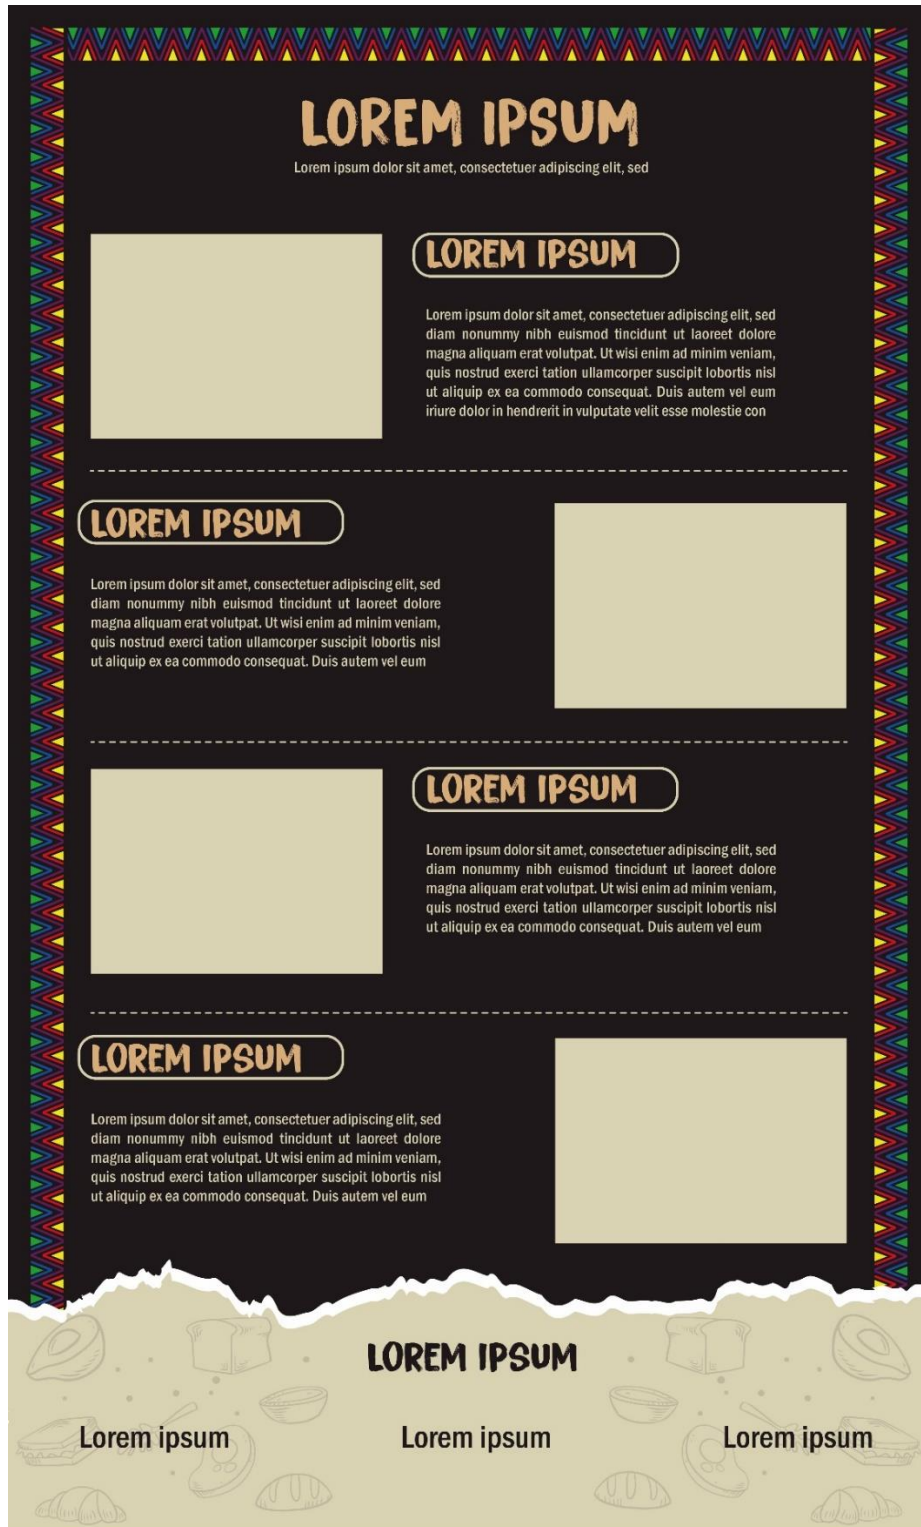 LOREM IPSUM
Lorem ipsum dolor sit amet, consectetuer adipiscing elit, sed
LOREM IPSUM
Lorem ipsum dolor sit amet, consectetuer adipiscing elit, sed
diam nonummy nibh euismod tincidunt ut laoreet dolore
magna aliquam erat volutpat. Ut wisi enim ad minim veniam,
quis nostrud exerci tation ullamcorper suscipit lobortis nisl
ut aliquip ex ea commodo consequat. Duis autem vel eum
iriure dolor in hendrerit in vulputate velit esse molestie con
LOREM IPSUM
Lorem ipsum dolor sit amet, consectetuer adipiscing elit, sed
diam nonummy nibh euismod tincidunt ut laoreet dolore
magna aliquam erat volutpat. Ut wisi enim ad minim veniam,
quis nostrud exerci tation ullamcorper suscipit lobortis nisl
ut aliquip ex ea commodo consequat. Duis autem vel eum
LOREM IPSUM
Lorem ipsum dolor sit amet, consectetuer adipiscing elit, sed
diam nonummy nibh euismod tincidunt ut laoreet dolore
magna aliquam erat volutpat. Ut wisi enim ad minim veniam,
quis nostrud exerci tation ullamcorper suscipit lobortis nisl
ut aliquip ex ea commodo consequat. Duis autem vel eum
LOREM IPSUM
Lorem ipsum dolor sit amet, consectetuer adipiscing elit, sed
diam nonummy nibh euismod tincidunt ut laoreet dolore
magna aliquam erat volutpat. Ut wisi enim ad minim veniam,
quis nostrud exerci tation ullamcorper suscipit lobortis nisl
ut aliquip ex ea commodo consequat. Duis autem vel eum
LOREM IPSUM
Lorem ipsum
Lorem ipsum
Lorem ipsum